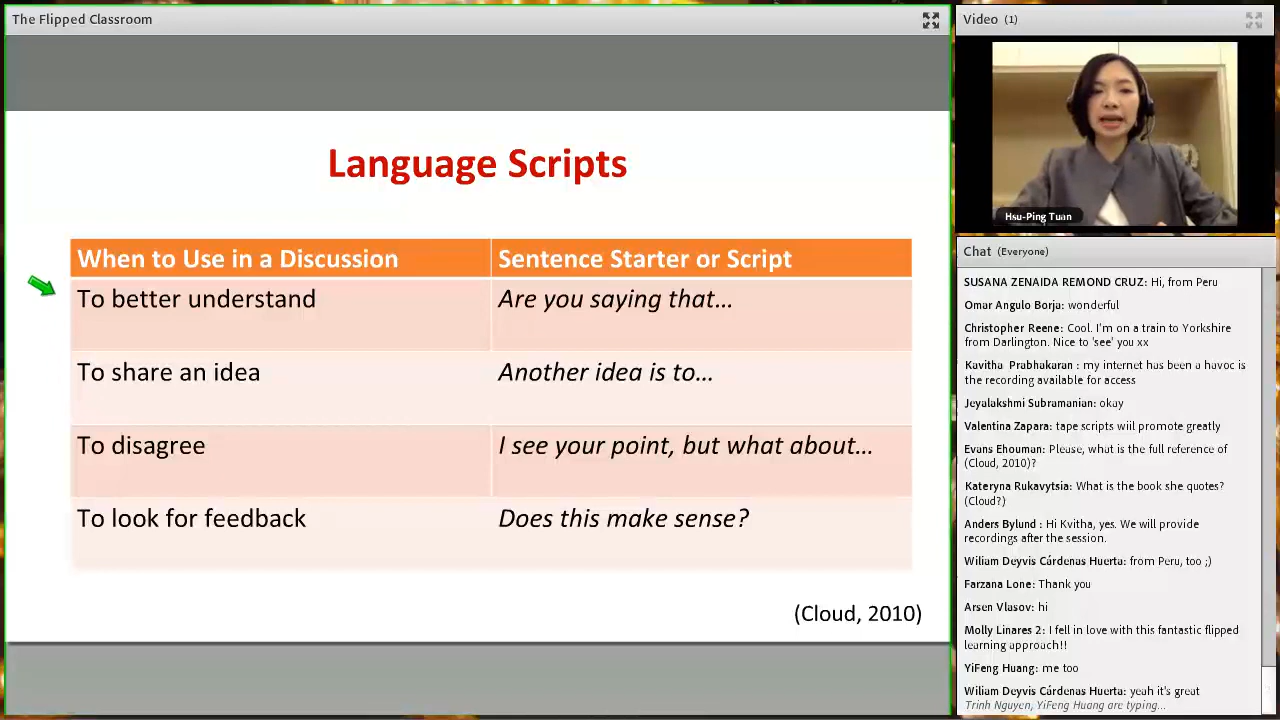 The Flipped Classroom
Language Scripts
When to Use in a Discussion
Sentence Starter or Script
To better understand
Are you saying that...
To share an idea
Another idea is to...
To disagree
I see your point, but what about...
To look for feedback
Does this make sense?
(Cloud, 2010)
Video (1)
Hsu-Ping Tuan
Chat (Everyone)
SUSANA ZENAIDA REMOND CRUZ: Hi, from Peru
Omar Angulo Borja: wonderful
Christopher Reene: Cool. I'm on a train to Yorkshire
from Darlington. Nice to 'see' you xx
Kavitha Prabhakaran : my internet has been a havoc is
the recording available for access
Jeyalakshmi Subramanian: okay
Valentina Zapara: tape scripts wiil promote greatly
Evans Ehouman: Please, what is the full reference of
(Cloud, 2010)?
Kateryna Rukavytsia: What is the book she quotes?
(Cloud?)
Anders Bylund : Hi Kvitha, yes. We will provide
recordings after the session.
Wiliam Deyvis Cárdenas Huerta: from Peru, too ;)
Farzana Lone: Thank you
Arsen Vlasov: hi
Molly Linares 2: I fell in love with this fantastic flipped
learning approach!!
YiFeng Huang: me too
Wiliam Deyvis Cárdenas Huerta: yeah it's great
Trinh Nguyen, YiFeng Huang are typing...